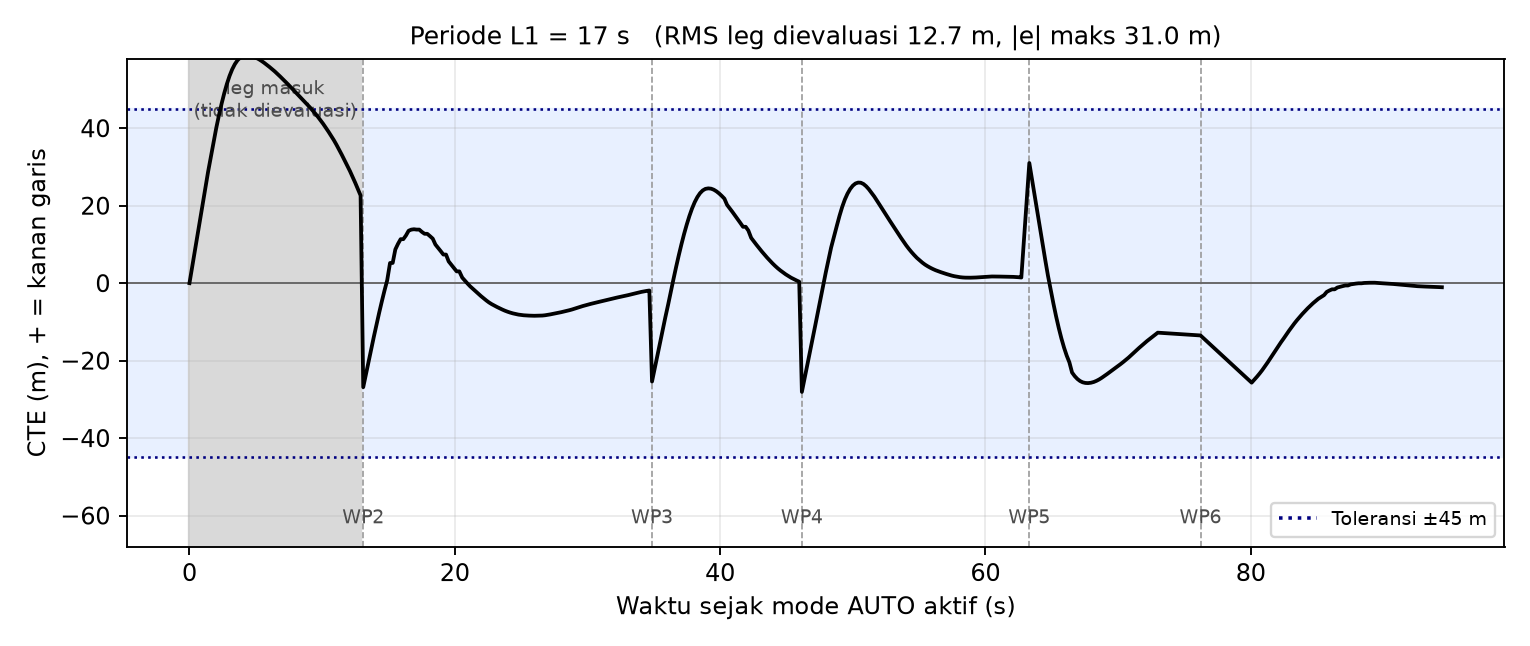 Periode L1 = 17 s (RMS leg dievaluasi 12.7 m, |e| maks 31.0 m)
CTE (m), + = kanan garis
40
20
0
−20
−40
−60
leg masuk
(tidak dievaluasi)
WP2
WP3
WP4
WP5
WP6
Toleransi ±45 m
0
20
40
60
80
Waktu sejak mode AUTO aktif (s)